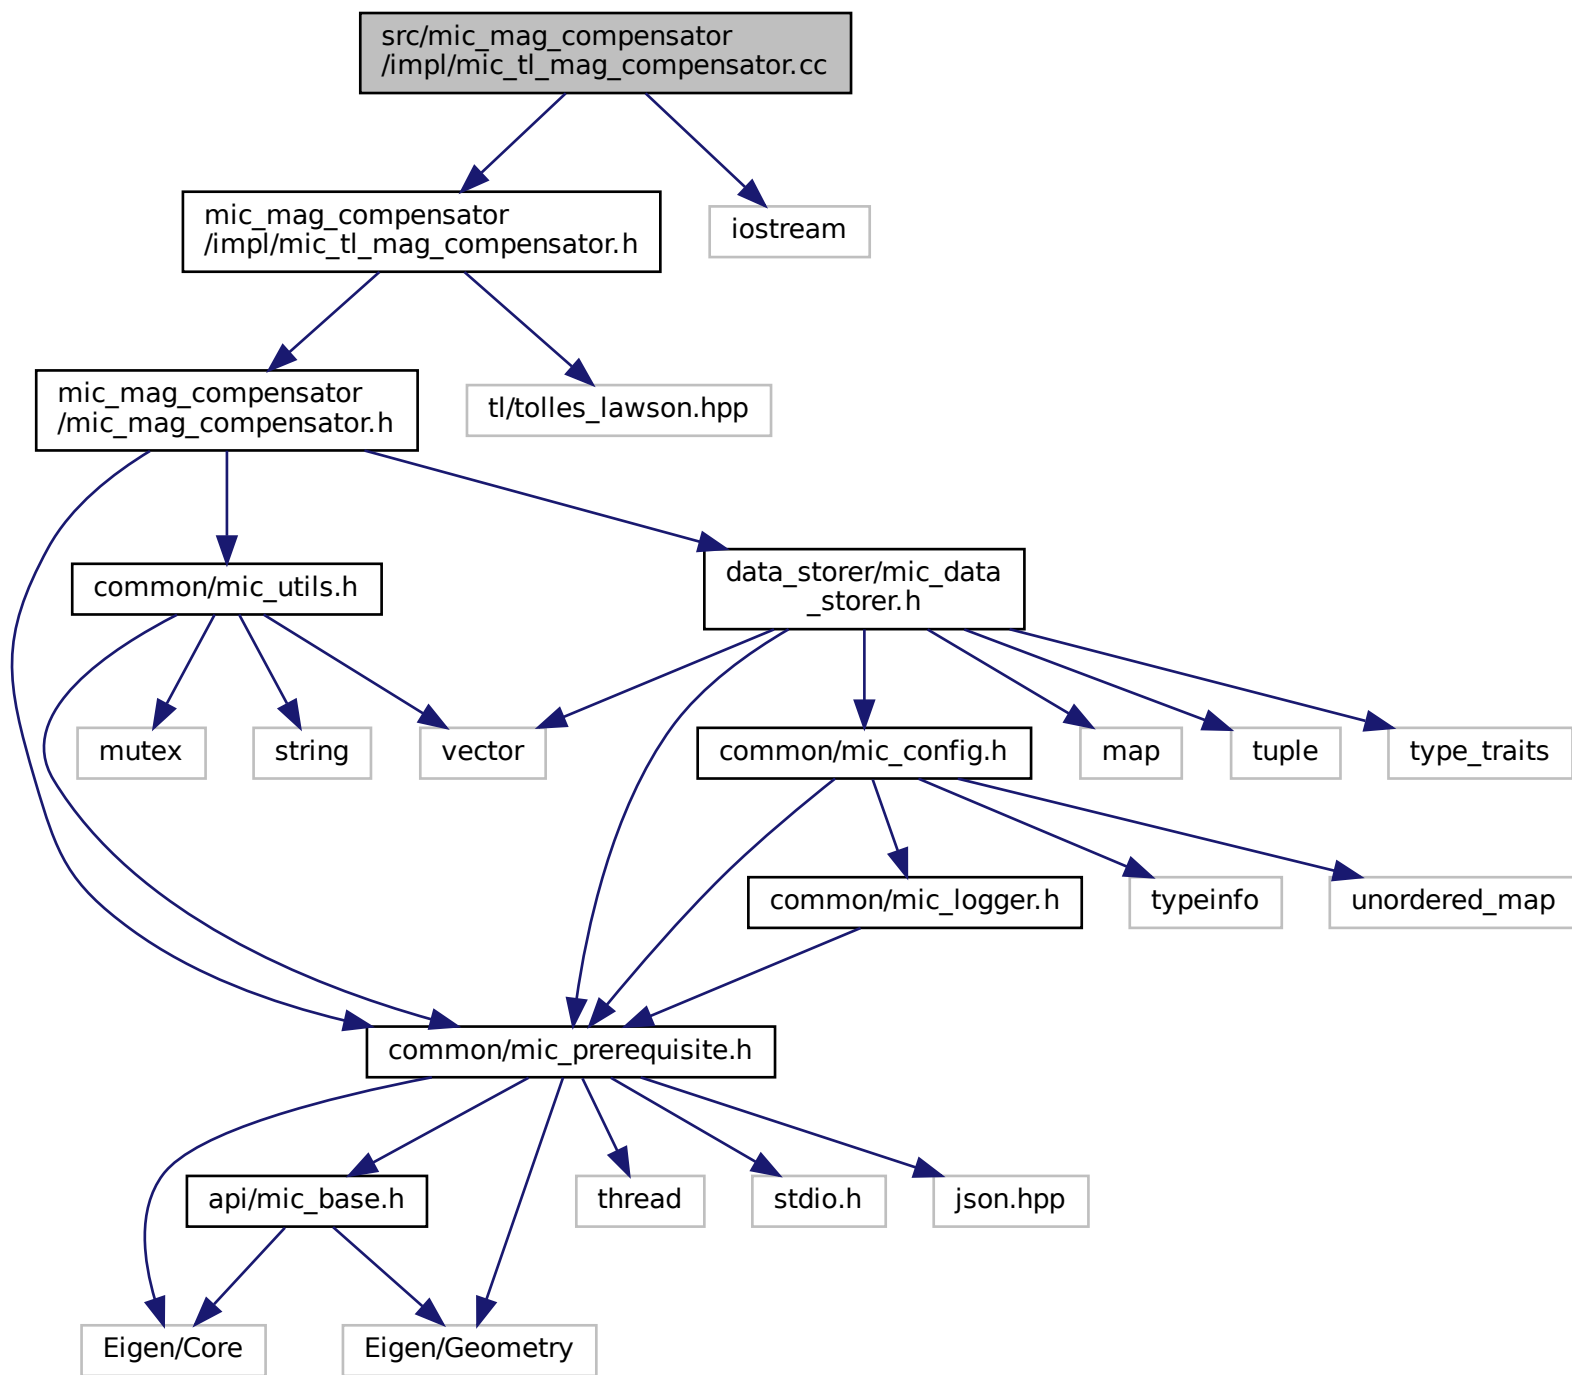 src/mic_mag_compensator
/impl/mic_tl_mag_compensator.cc
mic_mag_compensator
/impl/mic_tl_mag_compensator.h
iostream
mic_mag_compensator
/mic_mag_compensator.h
tl/tolles_lawson.hpp
common/mic_utils.h
data_storer/mic_data
_storer.h
mutex
string
vector
common/mic_config.h
map
tuple
type_traits
common/mic_logger.h
typeinfo
unordered_map
common/mic_prerequisite.h
api/mic_base.h
thread
stdio.h
json.hpp
Eigen/Core
Eigen/Geometry